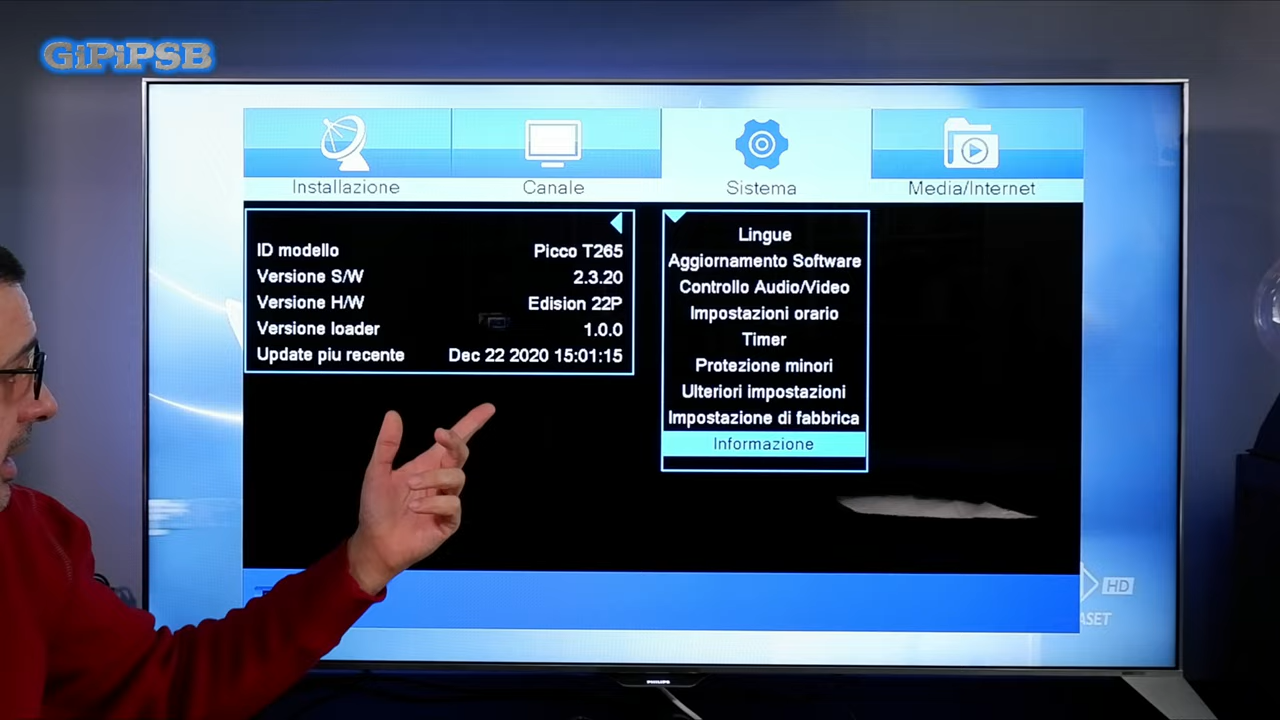 GiPiPSB
Installazione
Canale
Sistema
Media/Internet
ID modello Picco T265
Versione S/W 2.3.20
Versione H/W Edision 22P
Versione loader 1.0.0
Update piu recente Dec 22 2020 15:01:15
Lingue
Aggiornamento Software
Controllo Audio/Video
Impostazioni orario
Timer
Protezione minori
Ulteriori impostazioni
Impostazione di fabbrica
Informazione
HD
ASET
PHILIPS